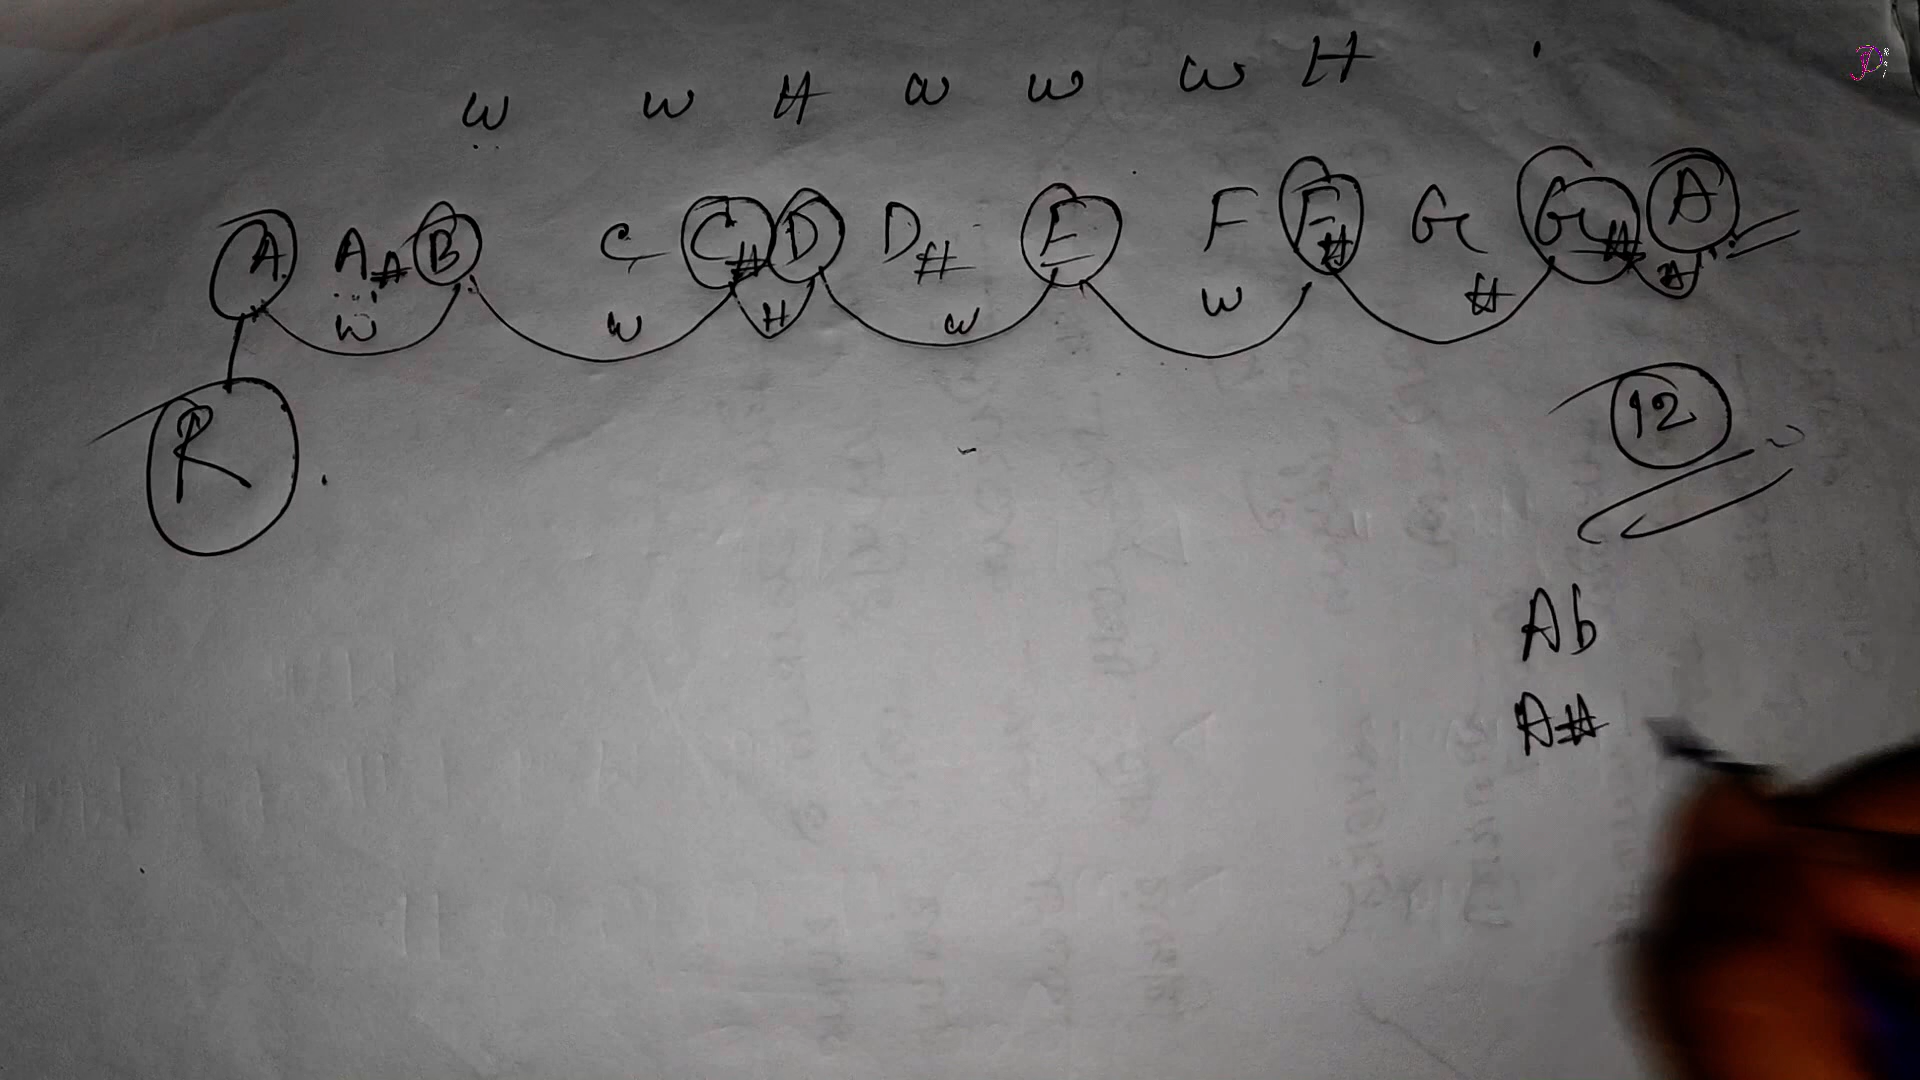 W W H W W W H
A A# B C C# D D# E F F# G G# A
W W H W W H H
R 12
Ab
A#